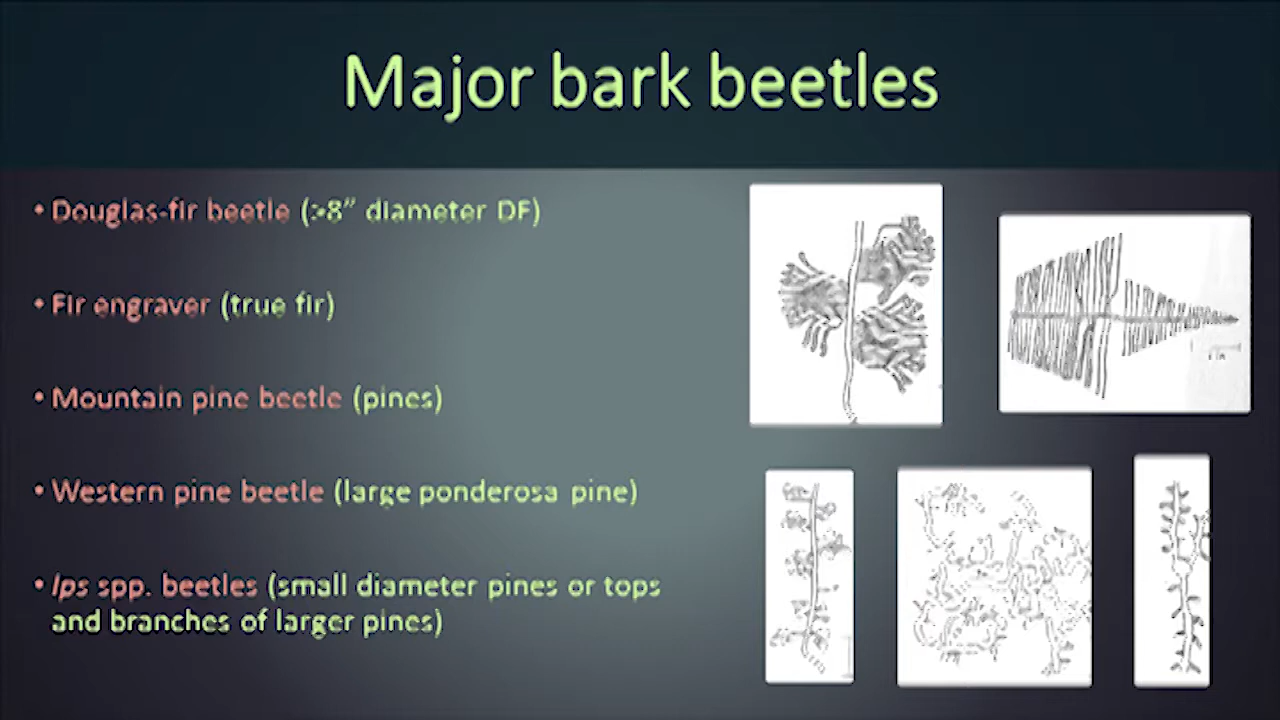 Major bark beetles
• Douglas-fir beetle (>8” diameter DF)
• Fir engraver (true fir)
• Mountain pine beetle (pines)
• Western pine beetle (large ponderosa pine)
• Ips spp. beetles (small diameter pines or tops
and branches of larger pines)